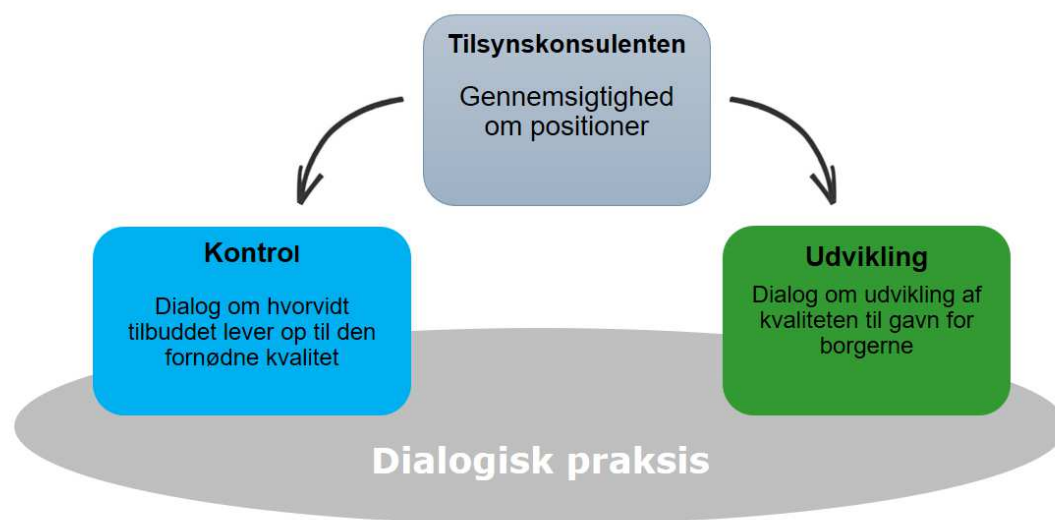 Tilsynskonsulenten
Gennemsigtighed
om positioner
Kontrol
Dialog om hvorvidt
tilbuddet lever op til den
fornødne kvalitet
Udvikling
Dialog om udvikling af
kvaliteten til gavn for
borgerne
Dialogisk praksis